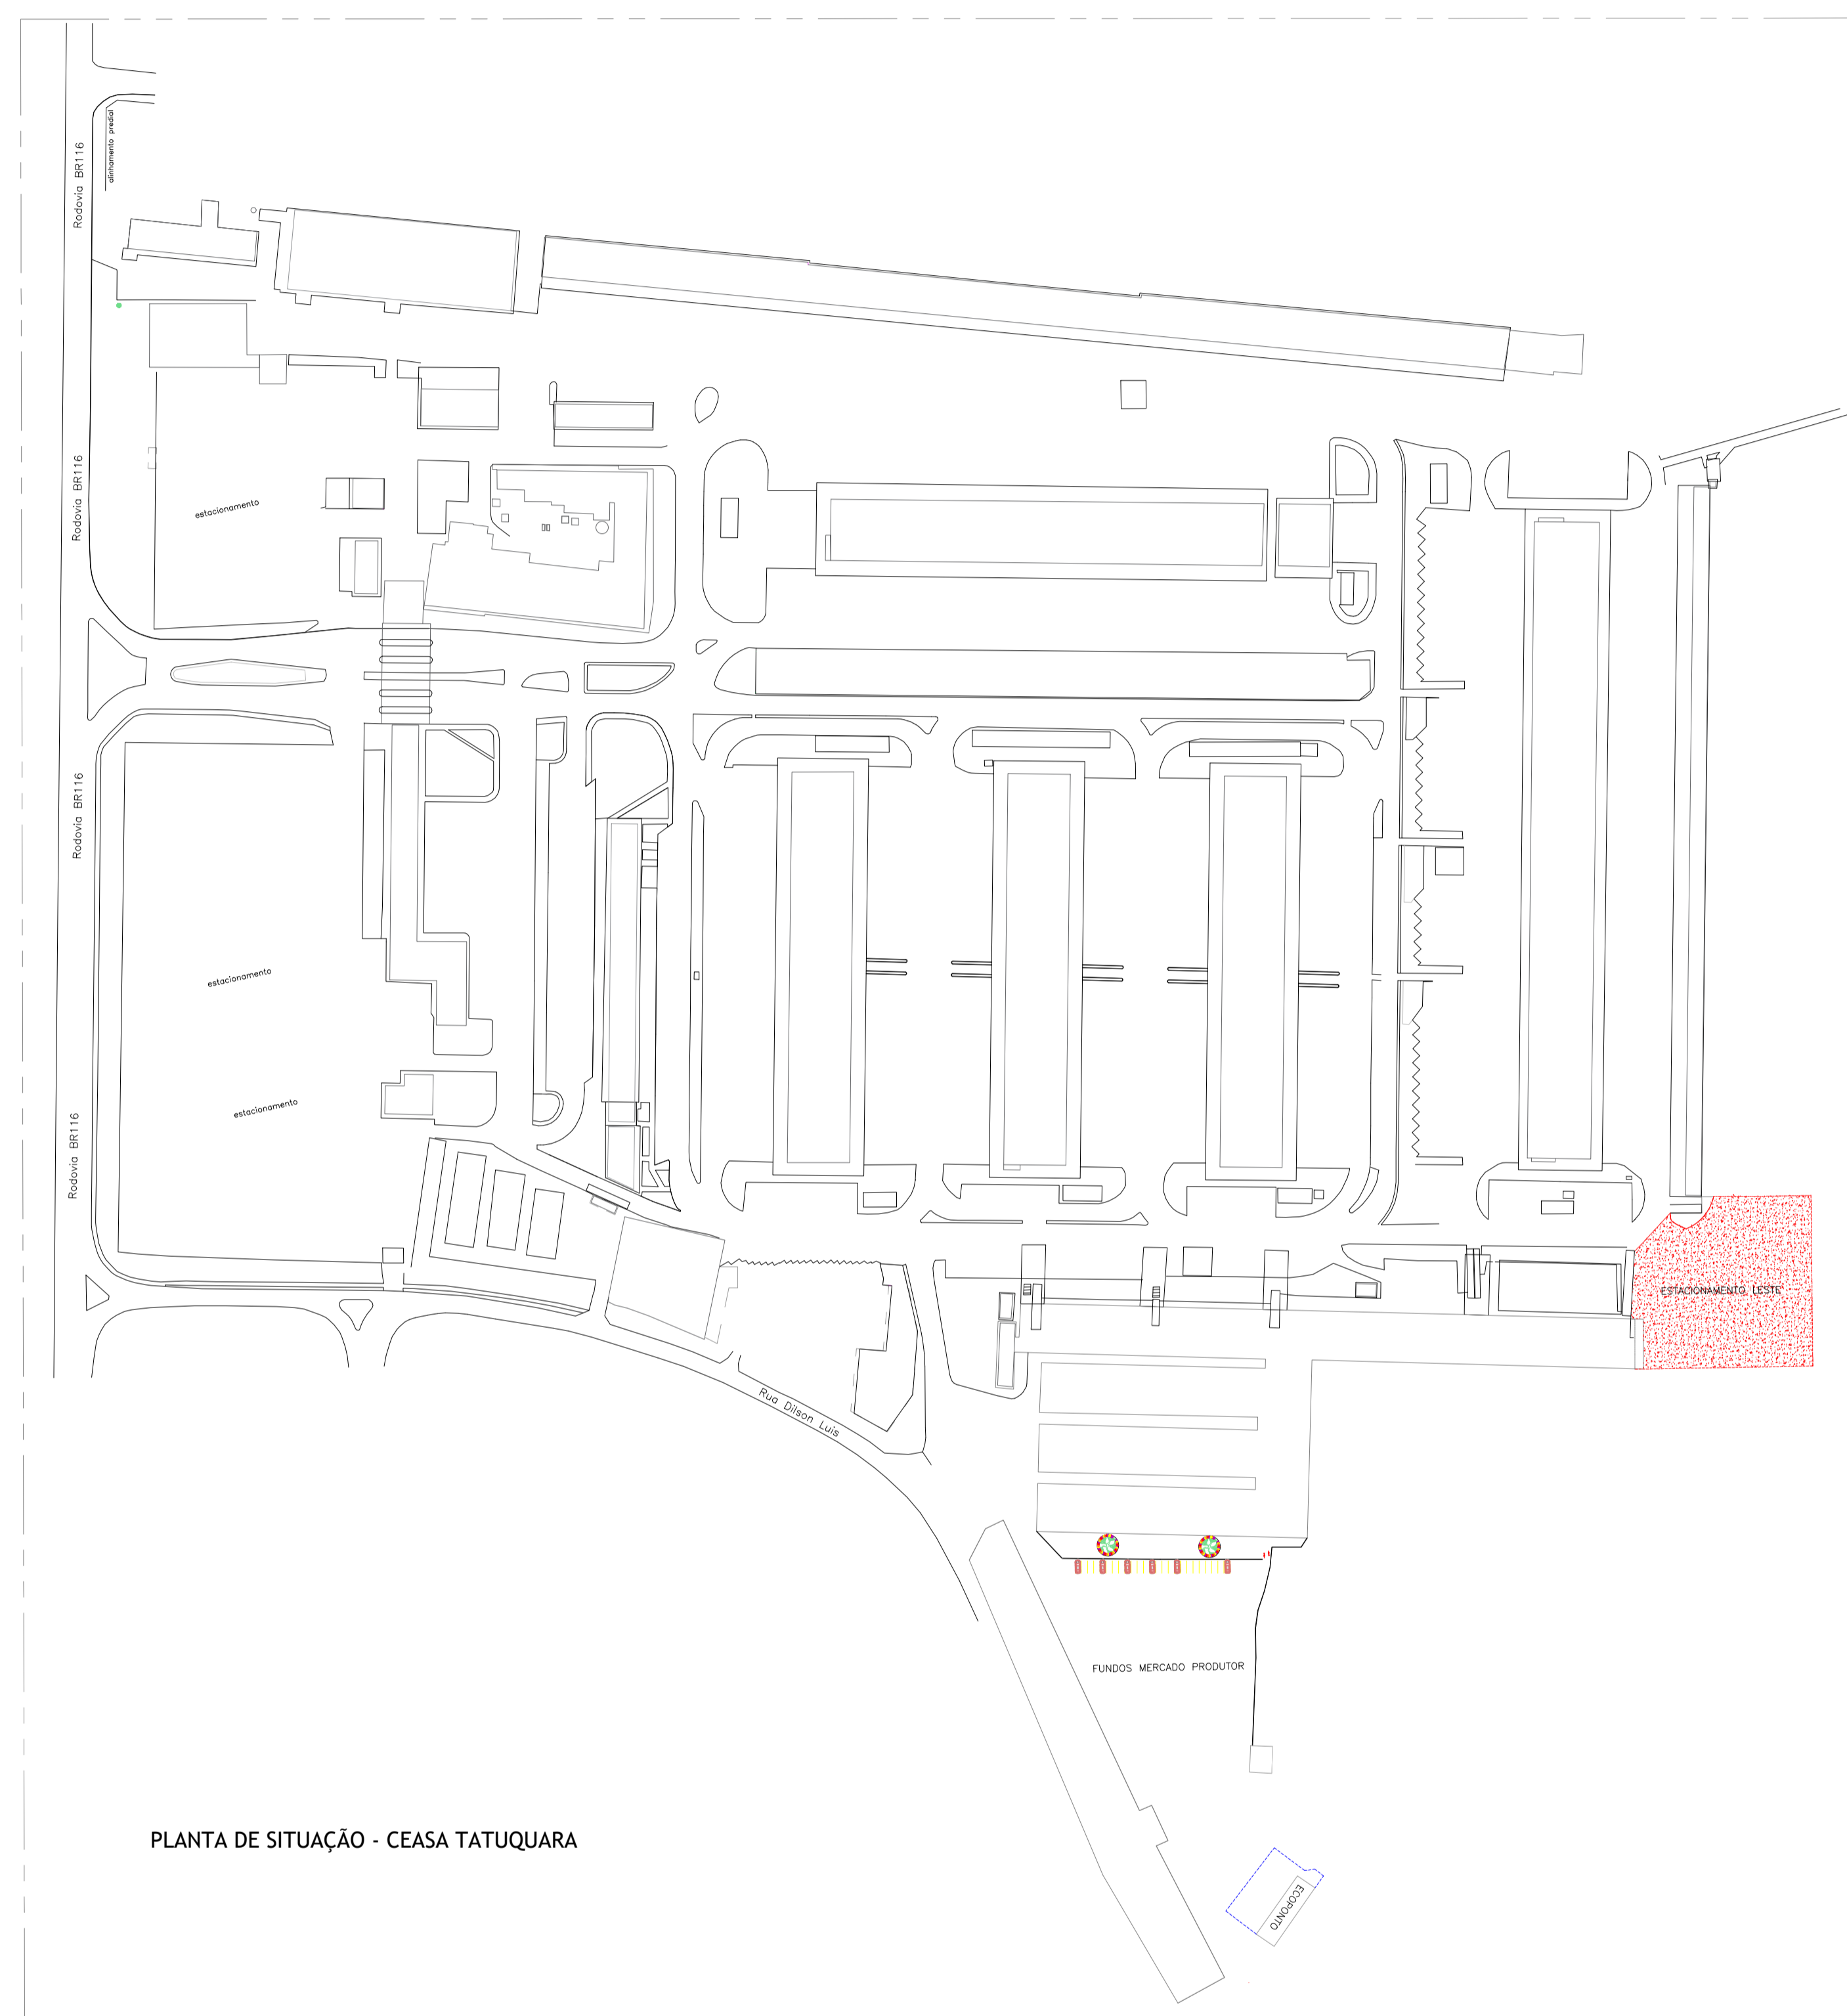 alinhamento predial
Rodovia BR116
Rodovia BR116
estacionamento
Rodovia BR116
estacionamento
estacionamento
Rodovia BR116
ESTACIONAMENTO LESTE
Rua Dilson Luis
FUNDOS MERCADO PRODUTOR
PLANTA DE SITUAÇÃO - CEASA TATUQUARA
ECOPONTO